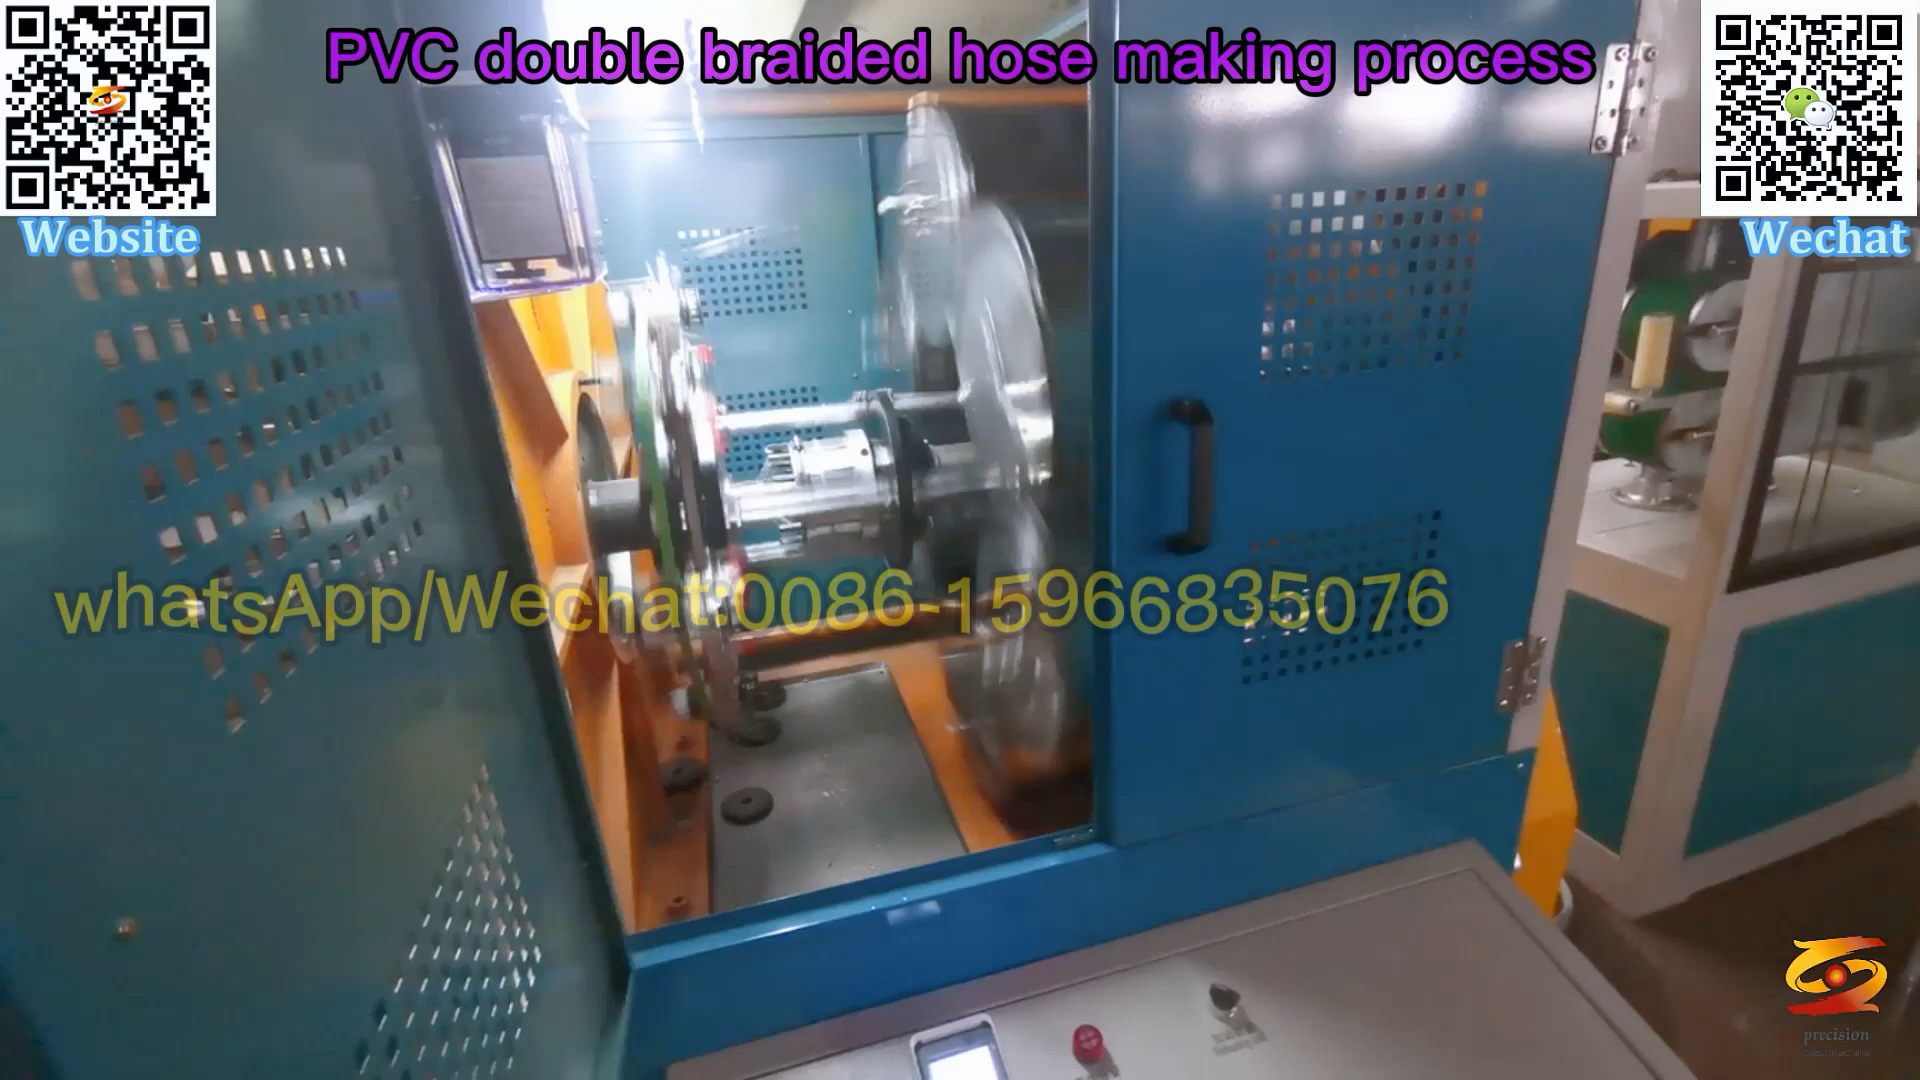 PVC double braided hose making process
Website
Wechat
whatsApp/Wechat:0086-15966835076
precision